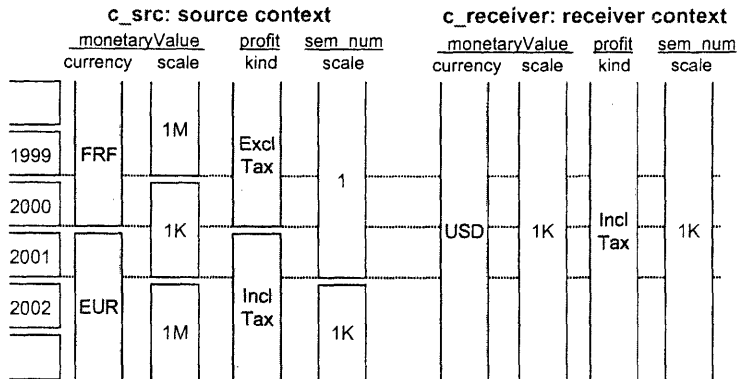 c_src: source context c_receiver: receiver context
monetaryValue profit sem_num monetaryValue profit sem_num
currency scale kind scale currency scale kind scale
1M Excl
1999 FRF Tax
1
2000
1K USD 1K Incl 1K
Tax
2001
2002 EUR Incl
Tax
1M 1K